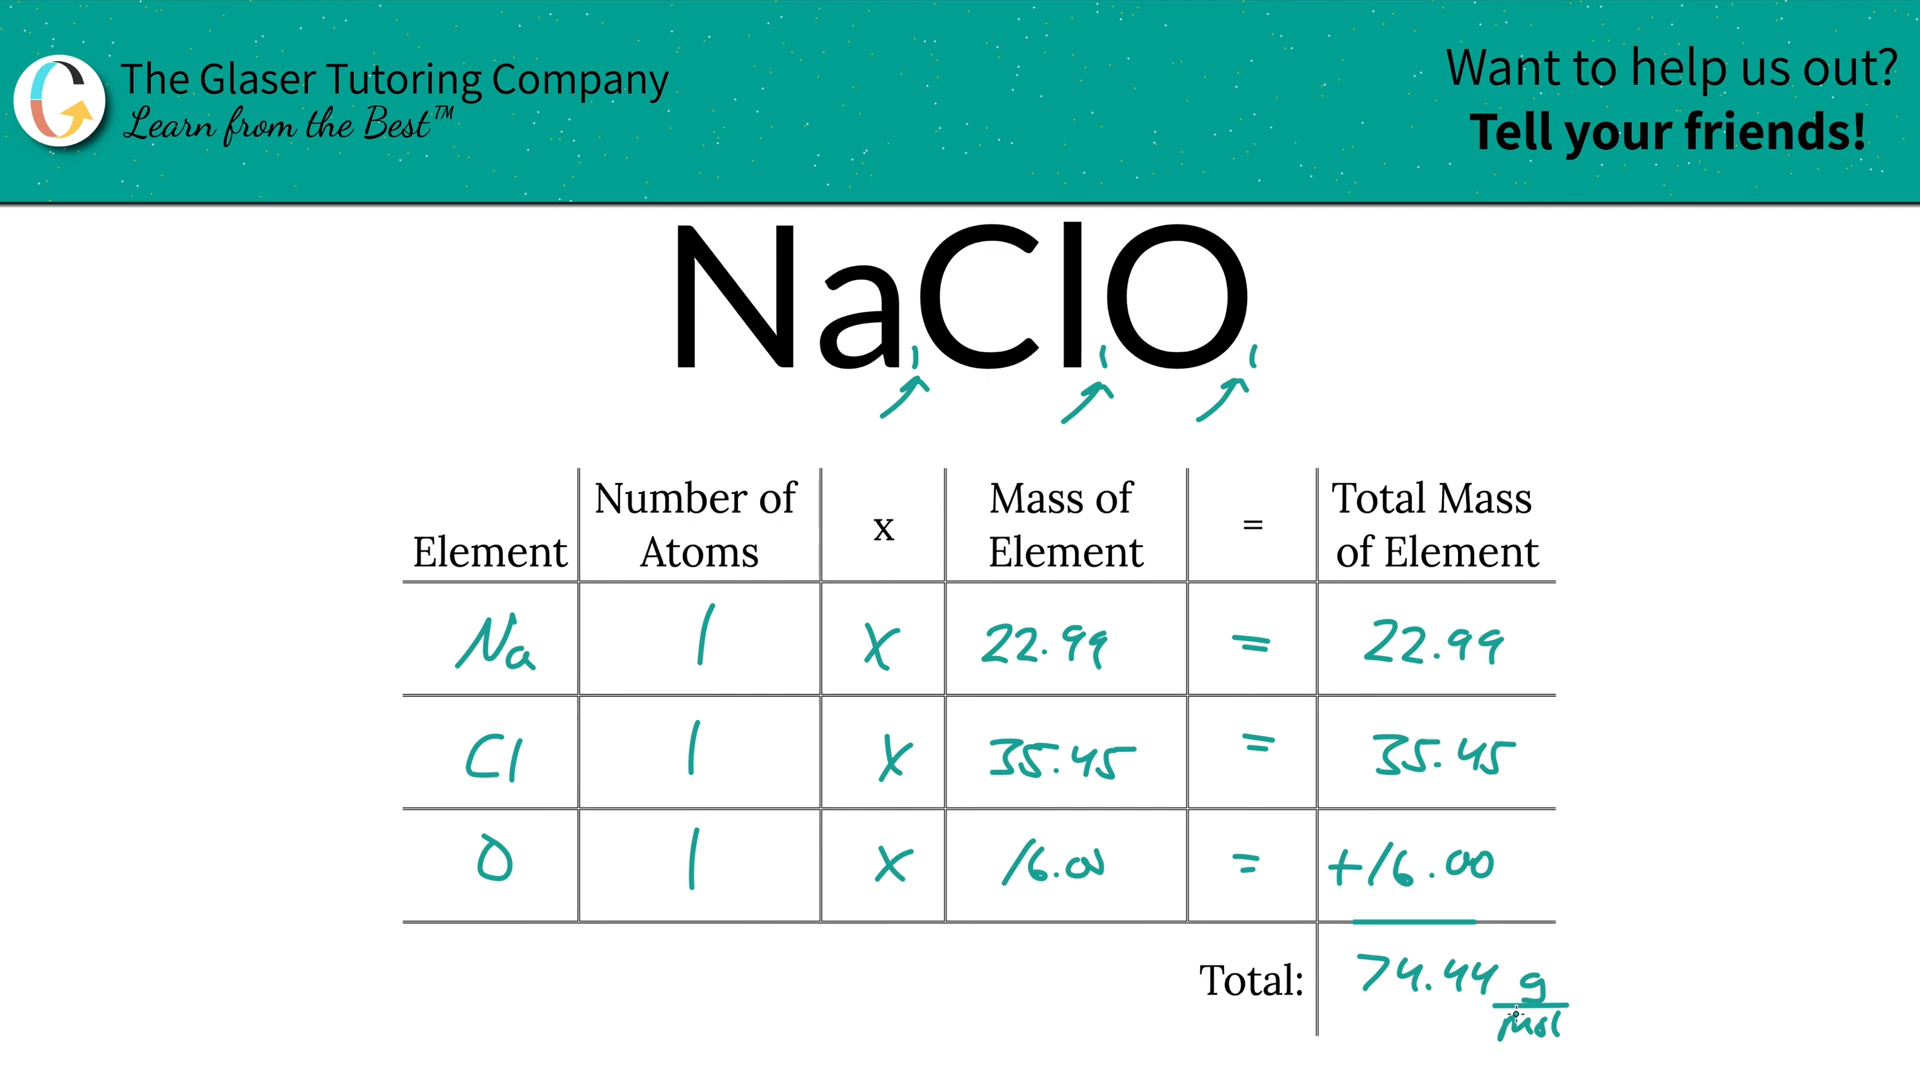 The Glaser Tutoring Company
Learn from the Best™
Want to help us out?
Tell your friends!
NaClO
1 1 1
Element Number of Atoms x Mass of Element = Total Mass of Element
Na 1 x 22.99 = 22.99
Cl 1 x 35.45 = 35.45
O 1 x 16.00 = +16.00
Total: 74.44 g/mol